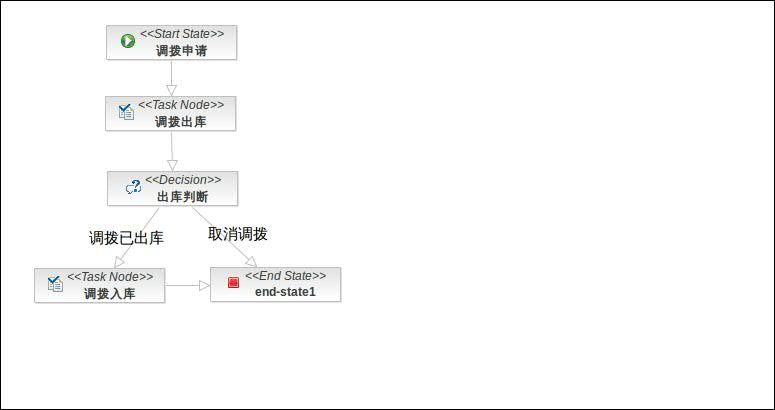 <<Start State>>
调拨申请
<<Task Node>>
调拨出库
<<Decision>>
出库判断
调拨已出库
取消调拨
<<Task Node>>
调拨入库
<<End State>>
end-state1